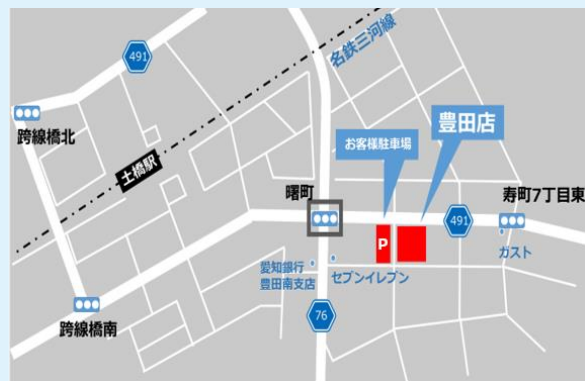 491
名鉄三河線
跨線橋北
土橋駅
豊田店
お客様駐車場
曙町
寿町7丁目東
491
P
ガスト
愛知銀行
豊田南支店
セブンイレブン
跨線橋南
76